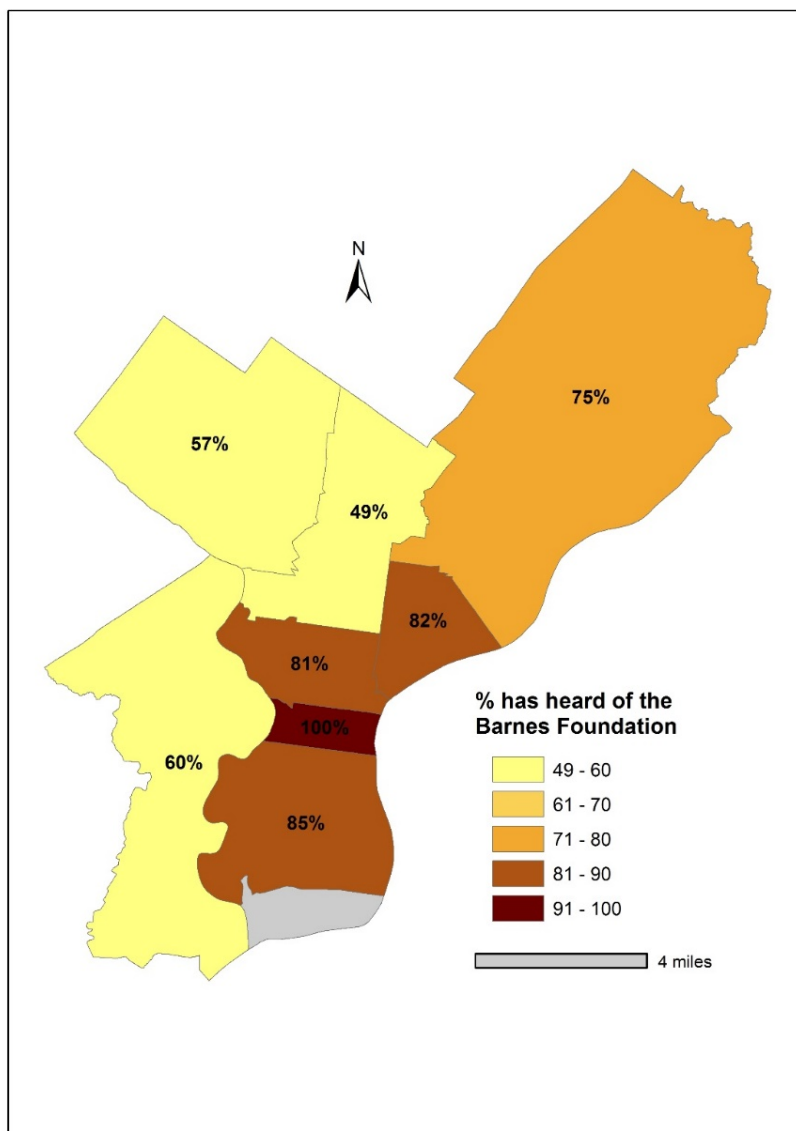 N
75%
57%
49%
82%
81%
100%
60%
85%
% has heard of the
Barnes Foundation
49 - 60
61 - 70
71 - 80
81 - 90
91 - 100
4 miles